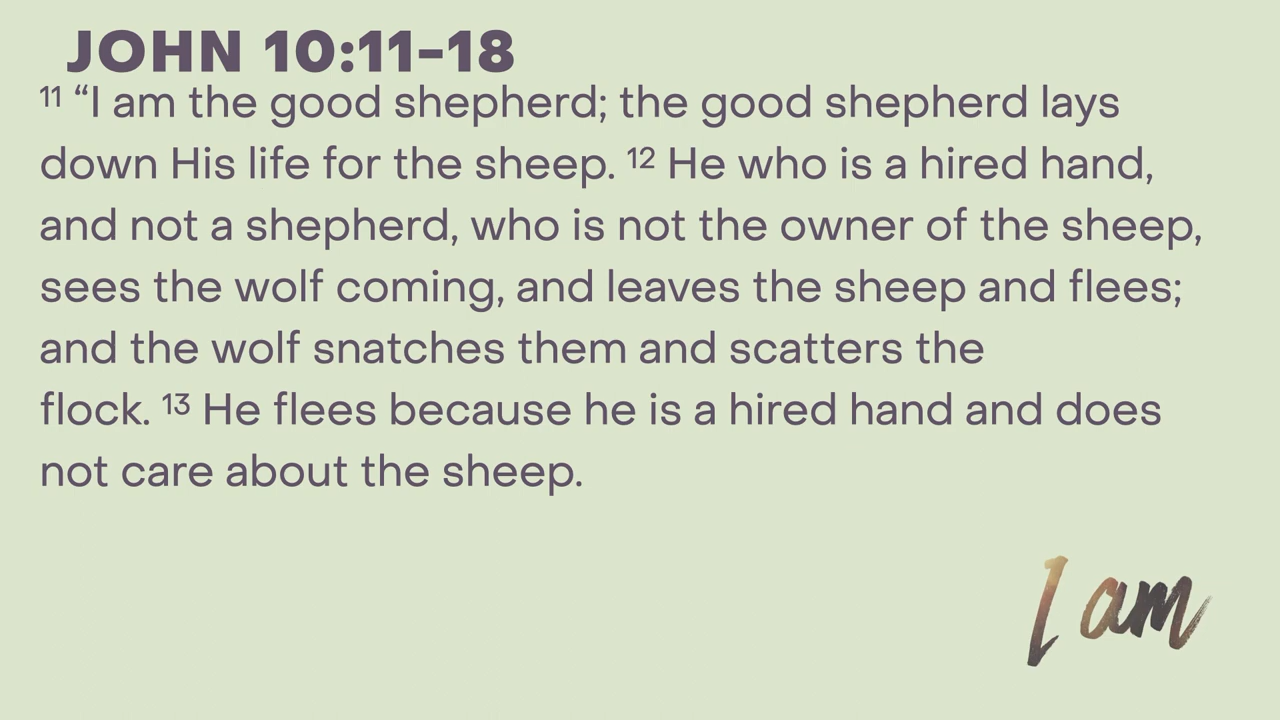 JOHN 10:11-18
11 “I am the good shepherd; the good shepherd lays
down His life for the sheep. 12 He who is a hired hand,
and not a shepherd, who is not the owner of the sheep,
sees the wolf coming, and leaves the sheep and flees;
and the wolf snatches them and scatters the
flock. 13 He flees because he is a hired hand and does
not care about the sheep.
I am